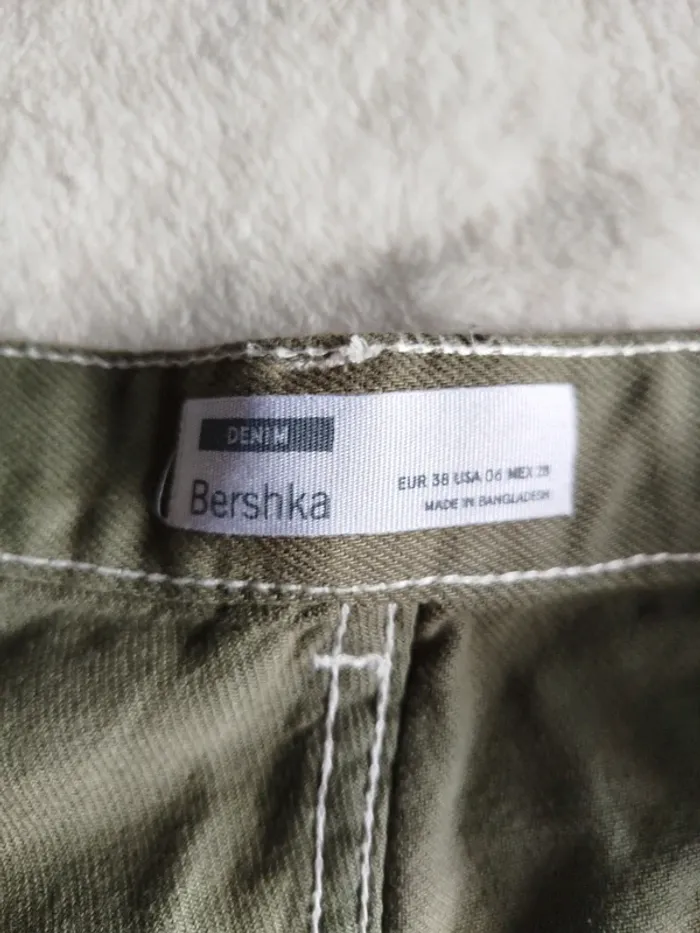 DENIM
Bershka
EUR 38 USA 06 MEX 28
MADE IN BANGLADESH